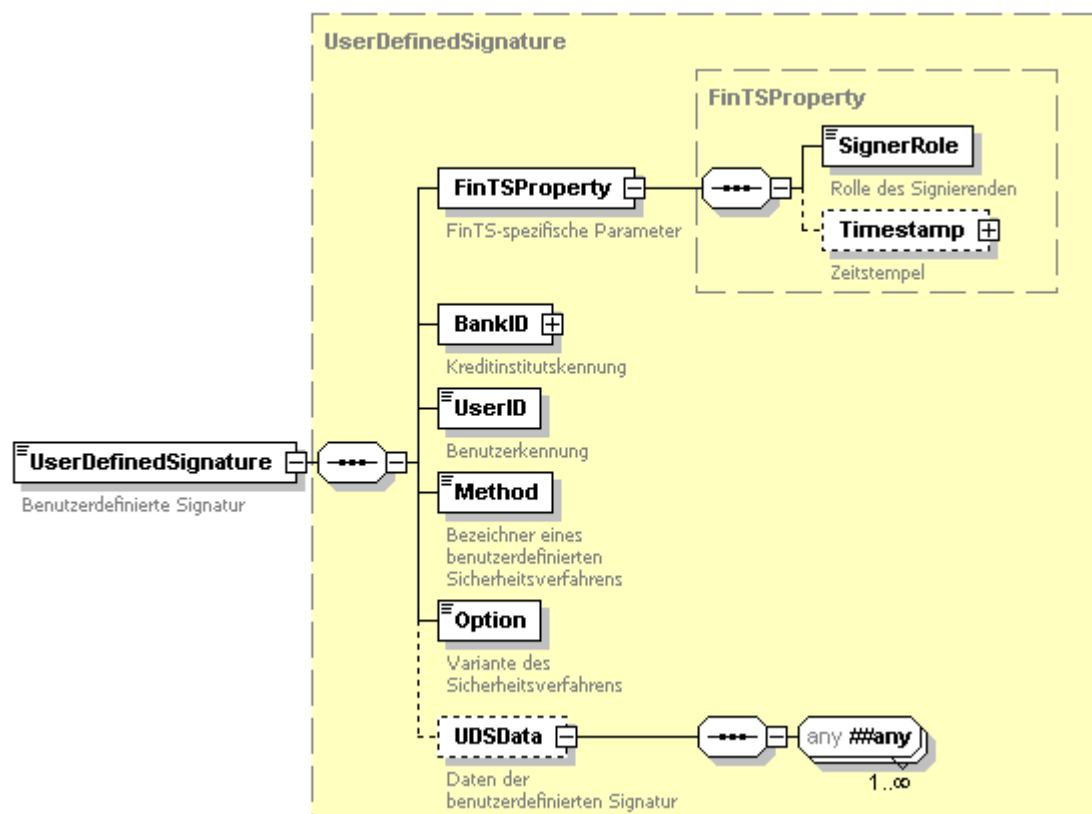 UserDefinedSignature
FinTSProperty
SignerRole
Rolle des Signierenden
Timestamp
Zeitstempel
FinTSProperty
FinTS-spezifische Parameter
BankID
Kreditinstitutskennung
UserID
Benutzerkennung
UserDefinedSignature
Benutzerdefinierte Signatur
Method
Bezeichner eines
benutzerdefinierten
Sicherheitsverfahrens
Option
Variante des
Sicherheitsverfahrens
UDSData
any ##any
1..∞
Daten der
benutzerdefinierten Signatur